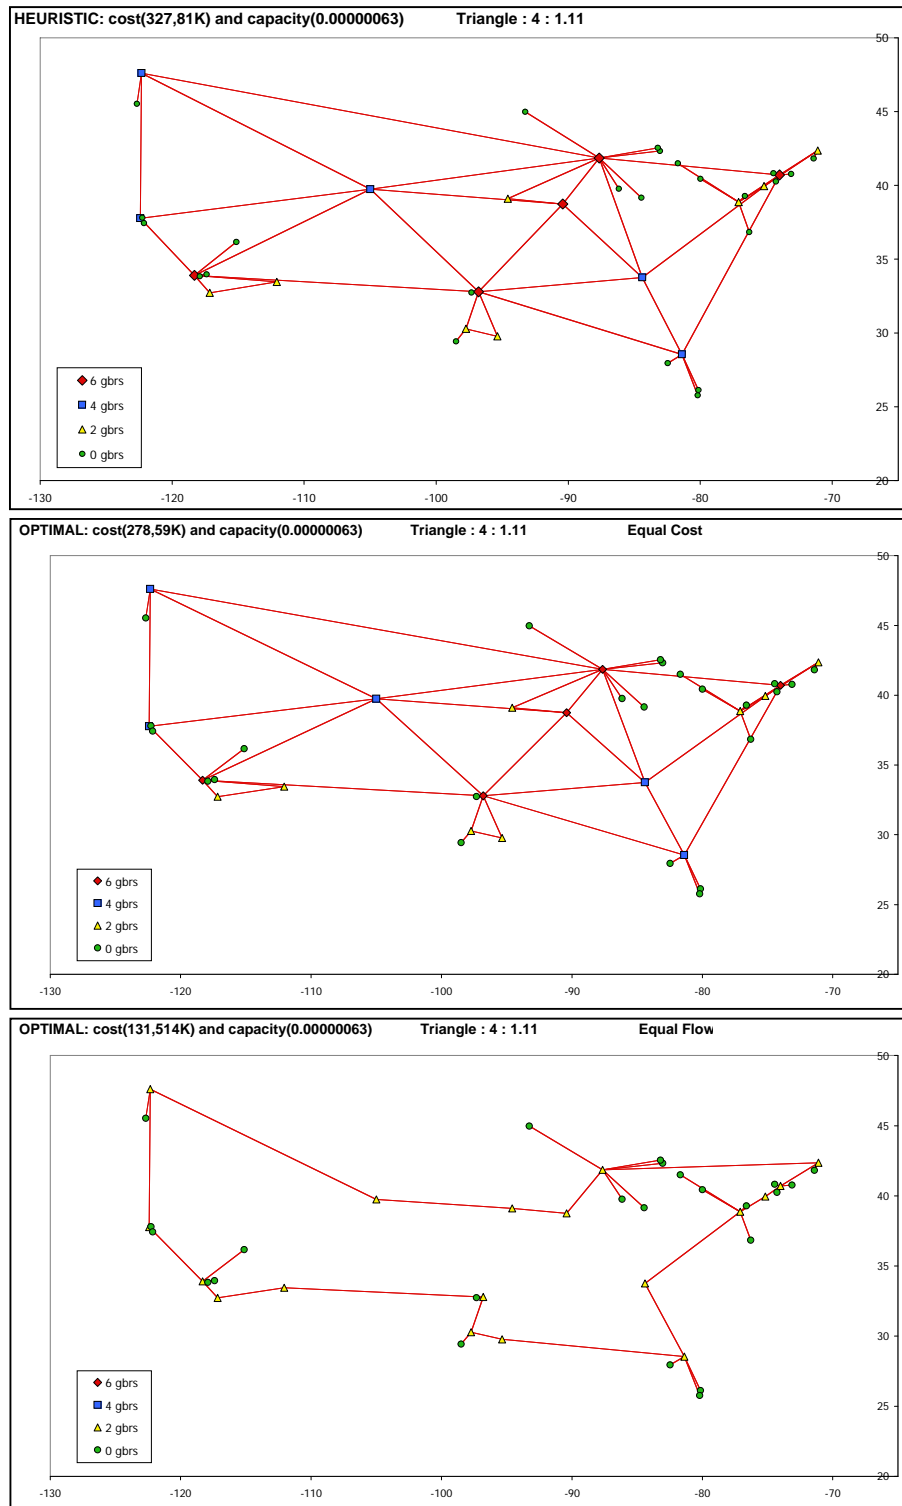 HEURISTIC: cost(327,81K) and capacity(0.00000063) Triangle : 4 : 1.11
50
45
40
35
30
25
20
6 gbrs
4 gbrs
2 gbrs
0 gbrs
-130 -120 -110 -100 -90 -80 -70
OPTIMAL: cost(278,59K) and capacity(0.00000063) Triangle : 4 : 1.11 Equal Cost
50
45
40
35
30
25
20
6 gbrs
4 gbrs
2 gbrs
0 gbrs
-130 -120 -110 -100 -90 -80 -70
OPTIMAL: cost(131,514K) and capacity(0.00000063) Triangle : 4 : 1.11 Equal Flow
50
45
40
35
30
25
20
6 gbrs
4 gbrs
2 gbrs
0 gbrs
-130 -120 -110 -100 -90 -80 -70